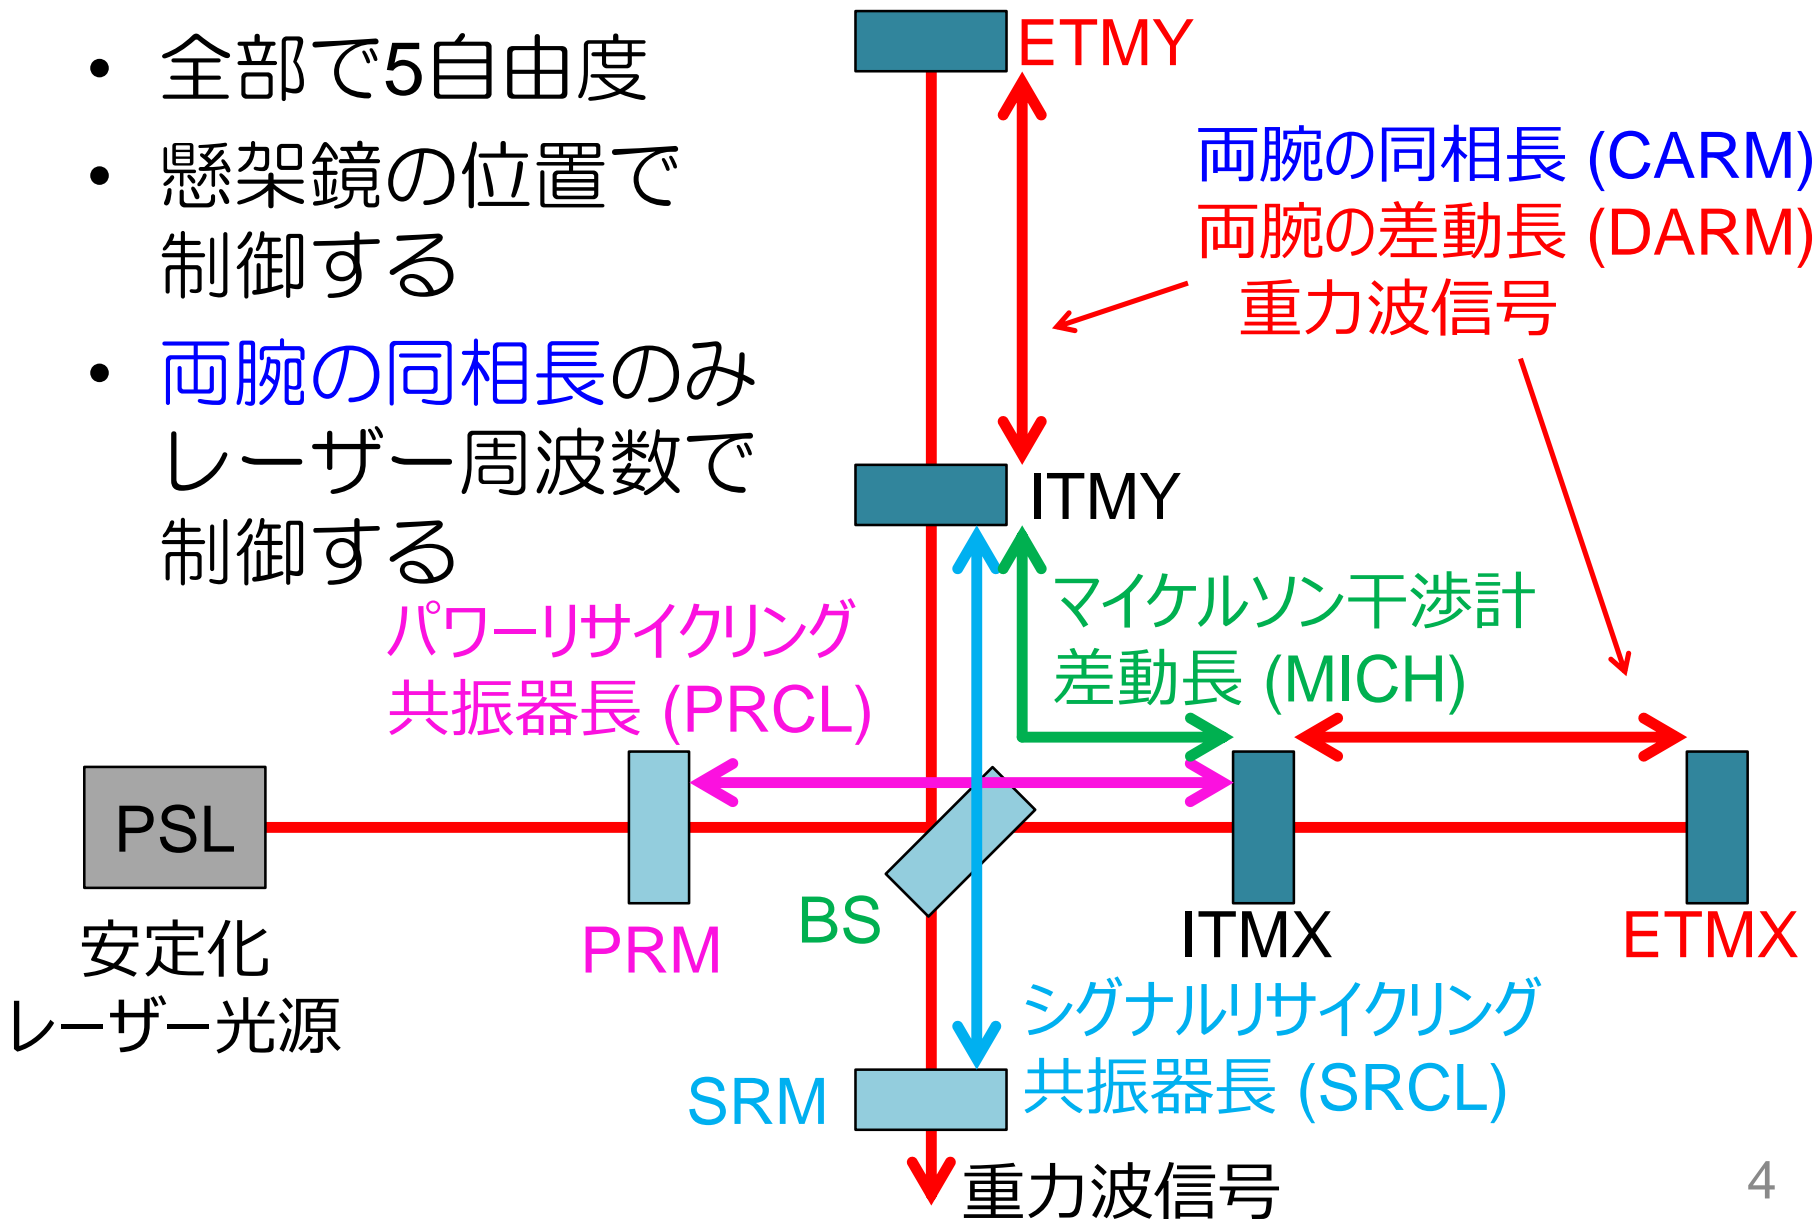 • 全部で5自由度
• 懸架鏡の位置で
制御する
• 両腕の同相長のみ
レーザー周波数で
制御する
ETMY
両腕の同相長 (CARM)
両腕の差動長 (DARM)
重力波信号
ITMY
マイケルソン干渉計
差動長 (MICH)
パワーリサイクリング
共振器長 (PRCL)
PSL
安定化
レーザー光源
PRM
BS
ITMX
ETMX
シグナルリサイクリング
共振器長 (SRCL)
SRM
重力波信号
4